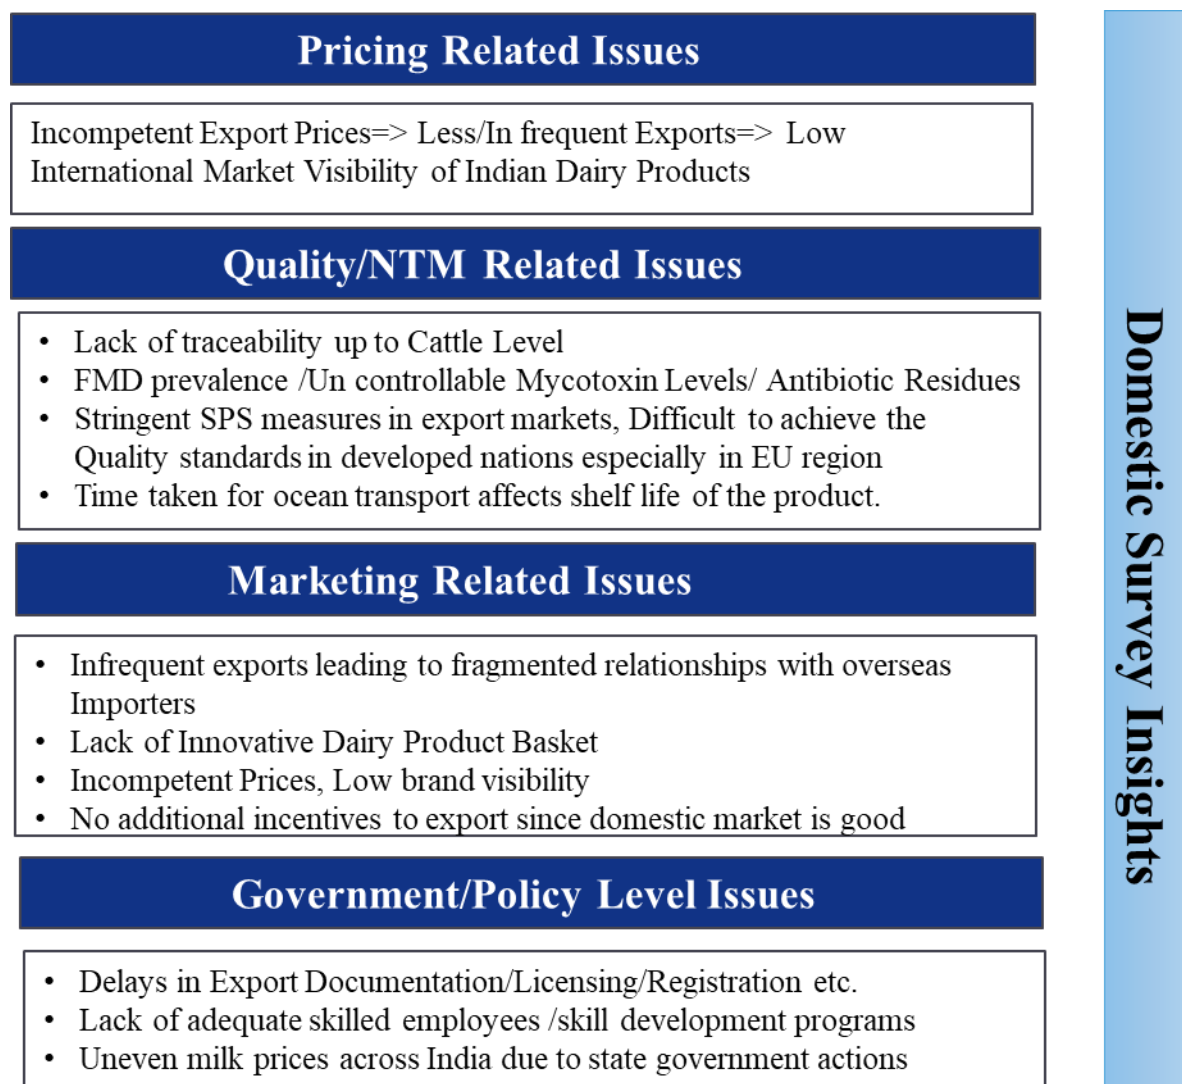 Pricing Related Issues
Incompetent Export Prices=> Less/In frequent Exports=> Low
International Market Visibility of Indian Dairy Products
Quality/NTM Related Issues
• Lack of traceability up to Cattle Level
• FMD prevalence /Un controllable Mycotoxin Levels/ Antibiotic Residues
• Stringent SPS measures in export markets, Difficult to achieve the
Quality standards in developed nations especially in EU region
• Time taken for ocean transport affects shelf life of the product.
Marketing Related Issues
• Infrequent exports leading to fragmented relationships with overseas
Importers
• Lack of Innovative Dairy Product Basket
• Incompetent Prices, Low brand visibility
• No additional incentives to export since domestic market is good
Government/Policy Level Issues
• Delays in Export Documentation/Licensing/Registration etc.
• Lack of adequate skilled employees /skill development programs
• Uneven milk prices across India due to state government actions
Domestic Survey Insights